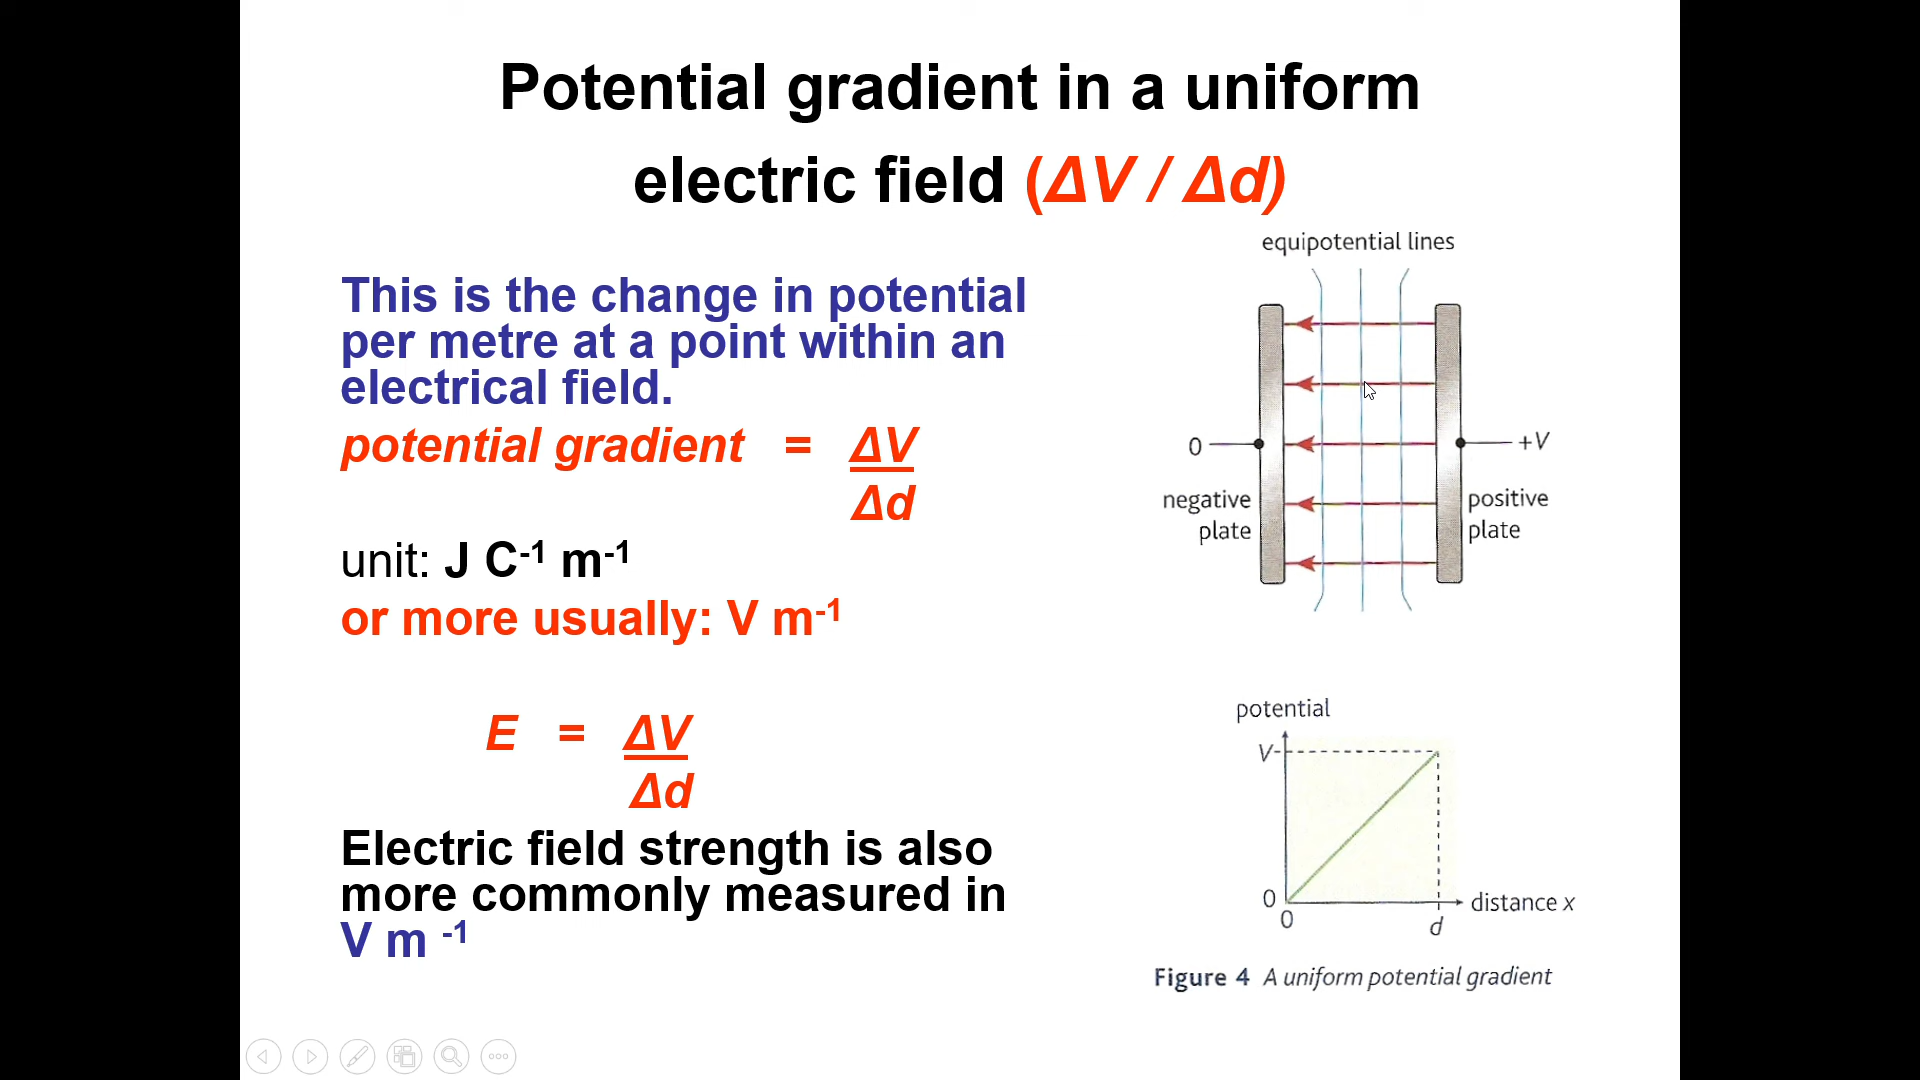 Potential gradient in a uniform
electric field (ΔV / Δd)
This is the change in potential
per metre at a point within an
electrical field.
potential gradient = ΔV
Δd
unit: J C-1 m-1
or more usually: V m-1
E = ΔV
Δd
Electric field strength is also
more commonly measured in
V m -1
equipotential lines
0
+V
negative
plate
positive
plate
potential
V
0
0
d
distance x
Figure 4 A uniform potential gradient